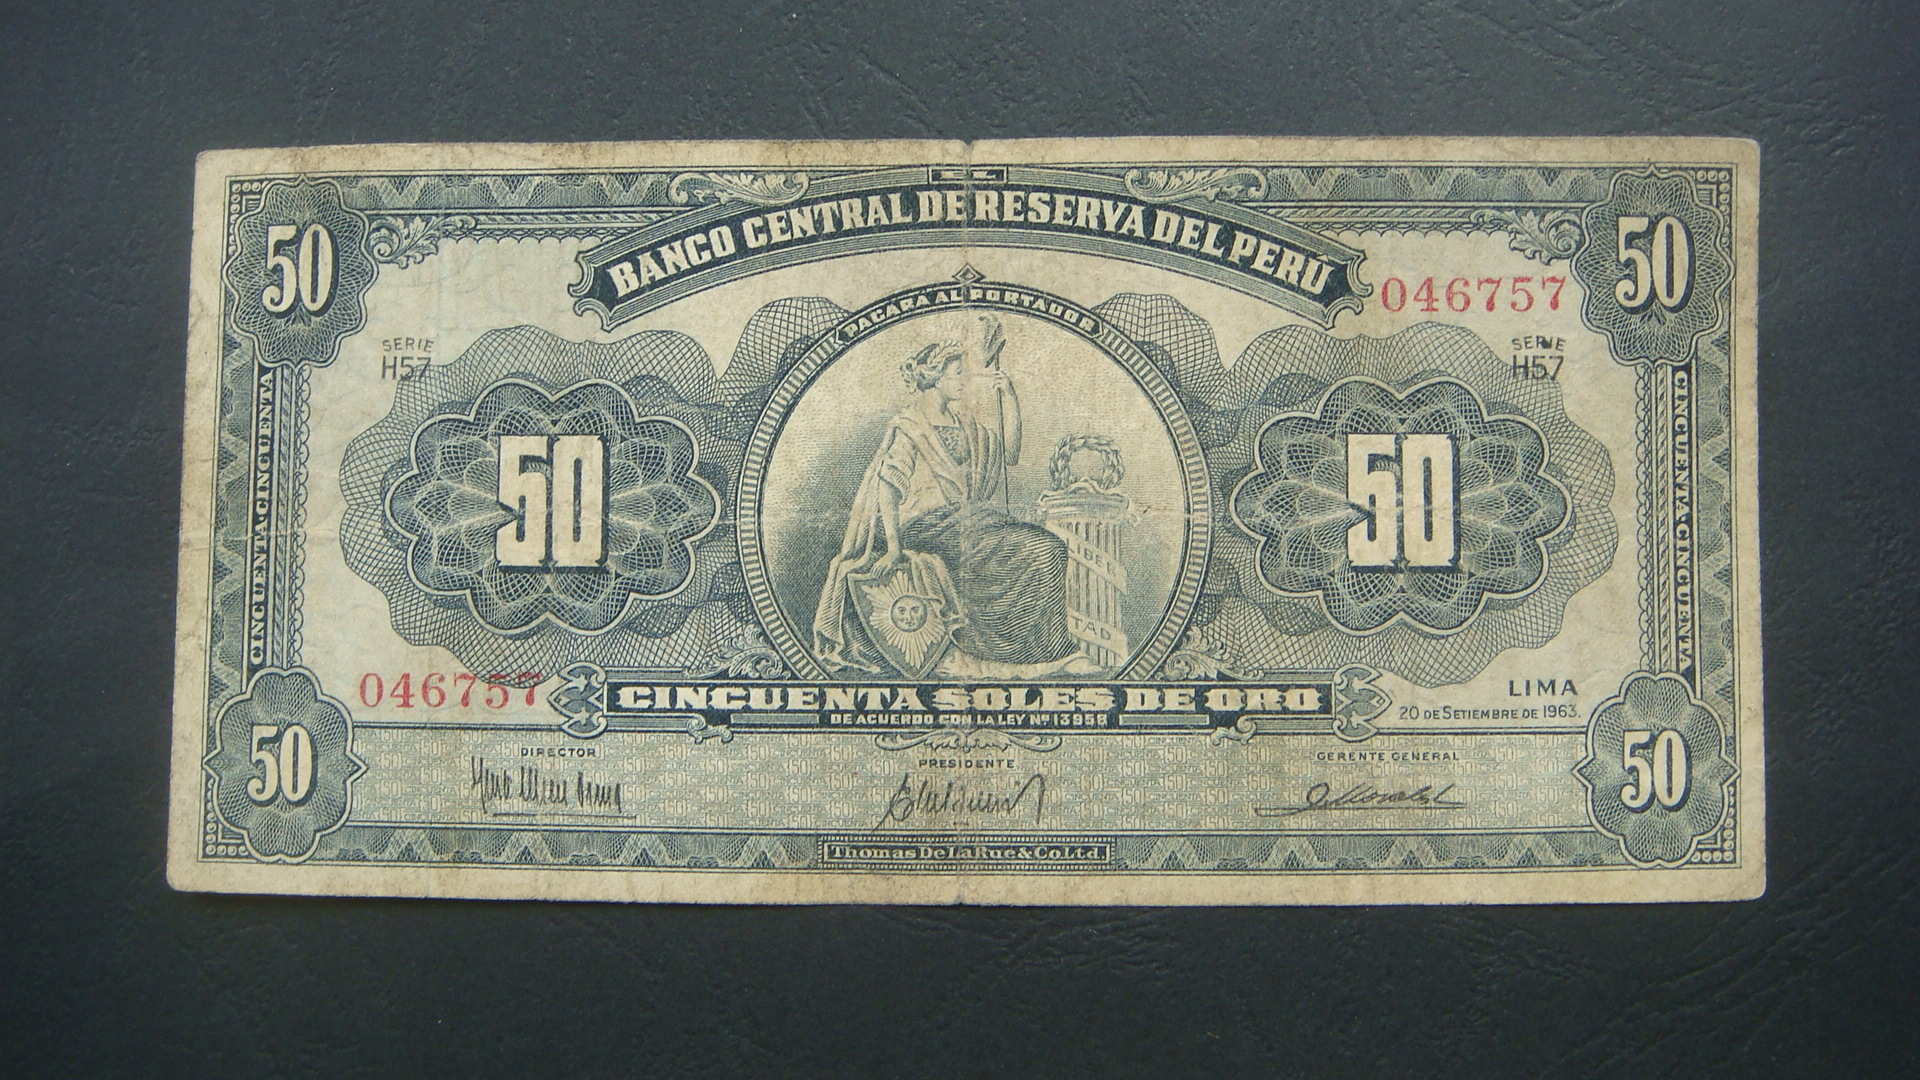 EL
BANCO CENTRAL DE RESERVA DEL PERÚ
50
50
046757
PAGARÁ AL PORTADOR
SERIE
H57
SERIE
H57
CINCUENTA CINCUENTA
CINCUENTA CINCUENTA
50
50
LIBER
TAD
046757
CINCUENTA SOLES DE ORO
DE ACUERDO CON LA LEY Nº 13958
LIMA
20 DE SETIEMBRE DE 1963.
50
50
DIRECTOR
PRESIDENTE
GERENTE GENERAL
Thomas De La Rue & Co. Ltd.